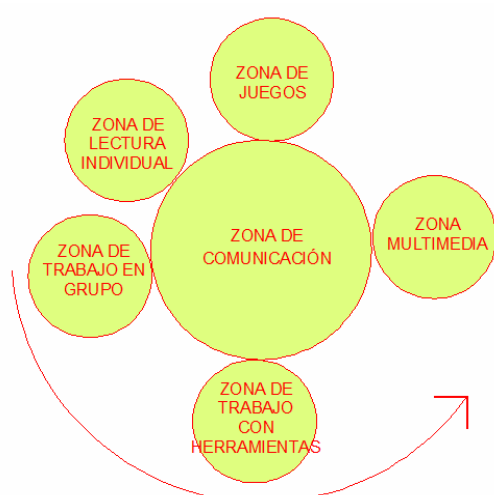 ZONA DE
JUEGOS
ZONA DE
LECTURA
INDIVIDUAL
ZONA DE
COMUNICACIÓN
ZONA
MULTIMEDIA
ZONA DE
TRABAJO EN
GRUPO
ZONA DE
TRABAJO
CON
HERRAMIENTAS